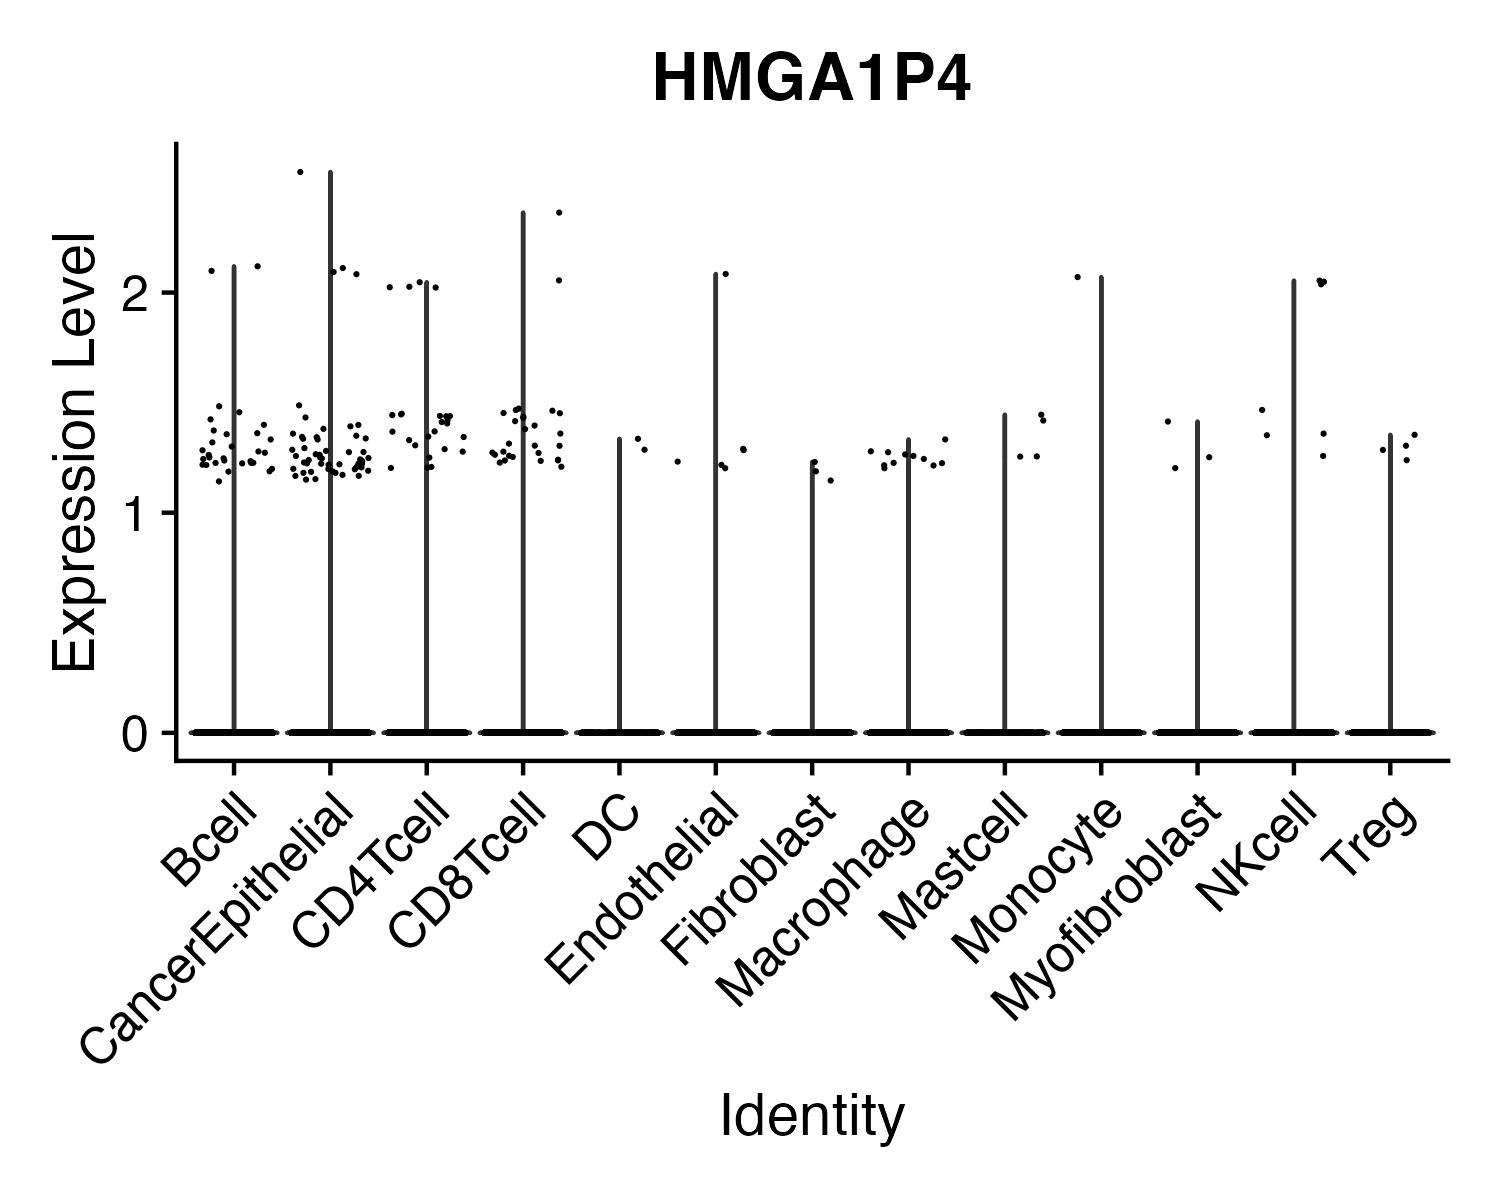 HMGA1P4
Expression Level
2
1
0
Bcell
CancerEpithelial
CD4Tcell
CD8Tcell
DC
Endothelial
Fibroblast
Macrophage
Mastcell
Monocyte
Myofibroblast
NKcell
Treg
Identity